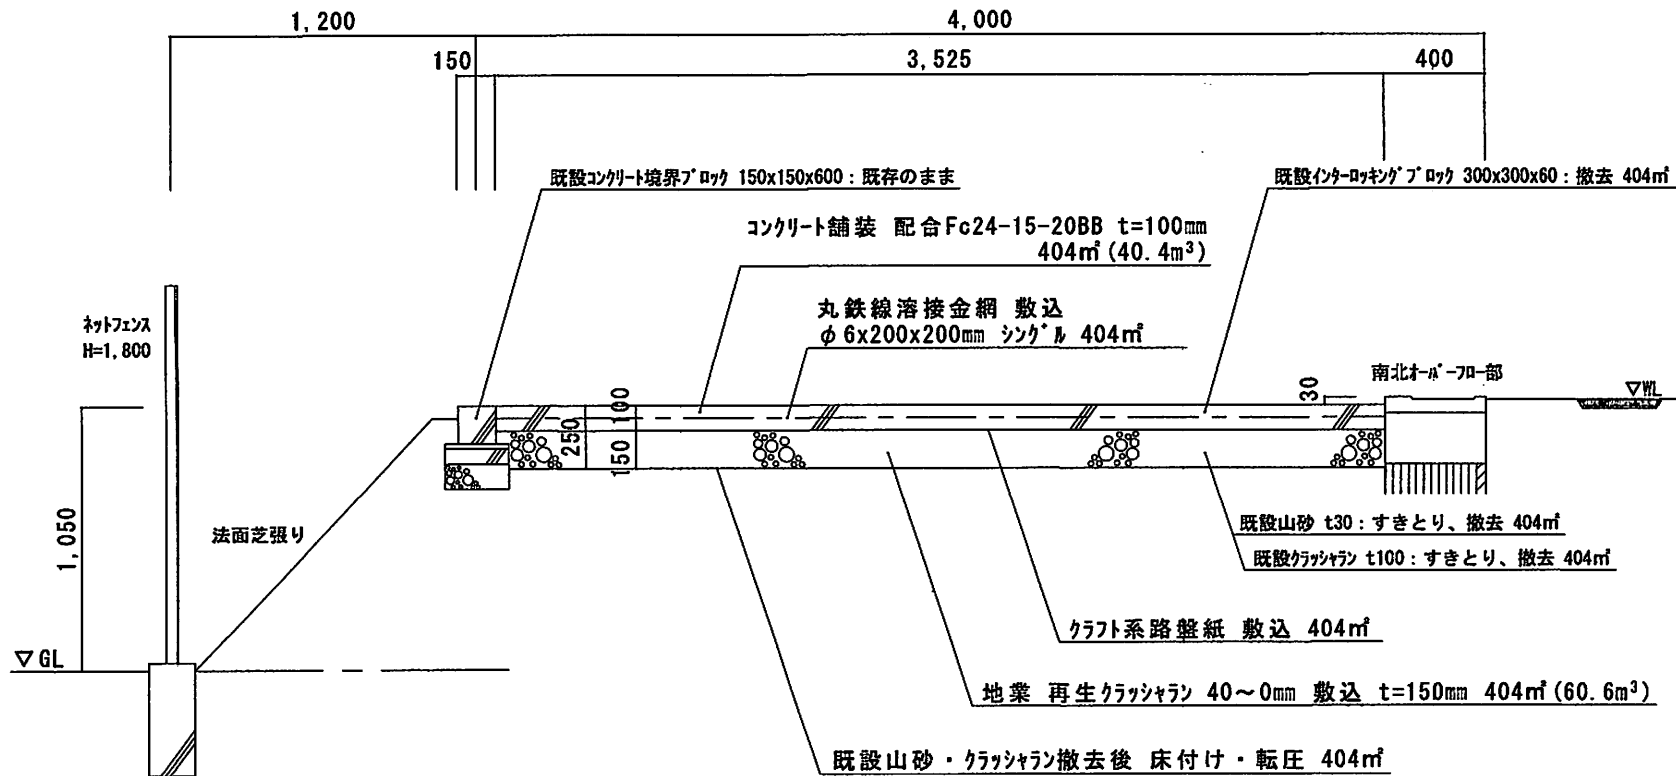 1,200
4,000
150
3,525
400
既設コンクリート境界ブロック 150x150x600：既存のまま
既設インターロッキングブロック 300x300x60：撤去 404㎡
コンクリート舗装 配合Fc24-15-20BB t=100mm
404㎡(40.4m³)
丸鉄線溶接金網 敷込
φ6x200x200mm シングル 404㎡
ネットフェンス
H=1,800
南北オーバーフロー部
30
▽WL
100
250
150
1,050
法面芝張り
既設山砂 t30：すきとり、撤去 404㎡
既設クラッシャラン t100：すきとり、撤去 404㎡
クラフト系路盤紙 敷込 404㎡
▽GL
地業 再生クラッシャラン 40～0mm 敷込 t=150mm 404㎡(60.6m³)
既設山砂・クラッシャラン撤去後 床付け・転圧 404㎡